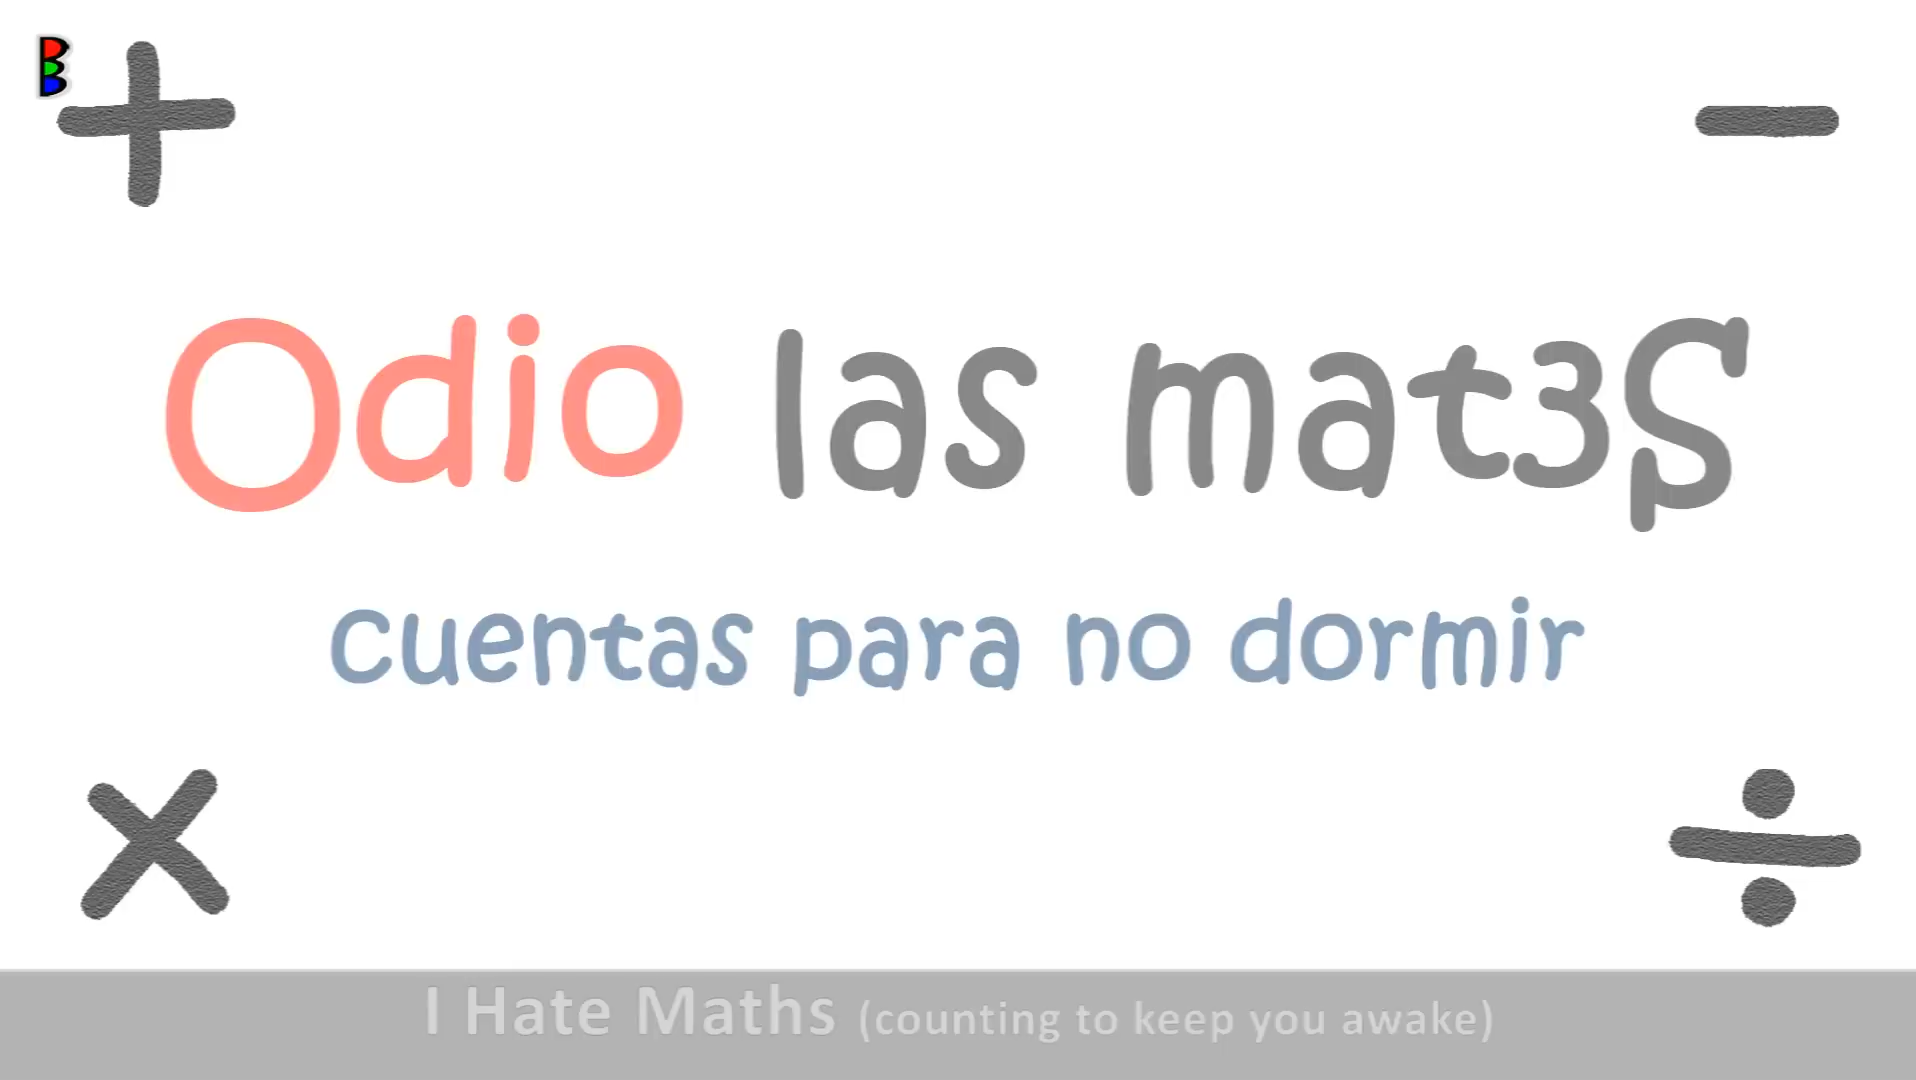 B
+ −
Odio las mat3S
cuentas para no dormir
× ÷
I Hate Maths (counting to keep you awake)